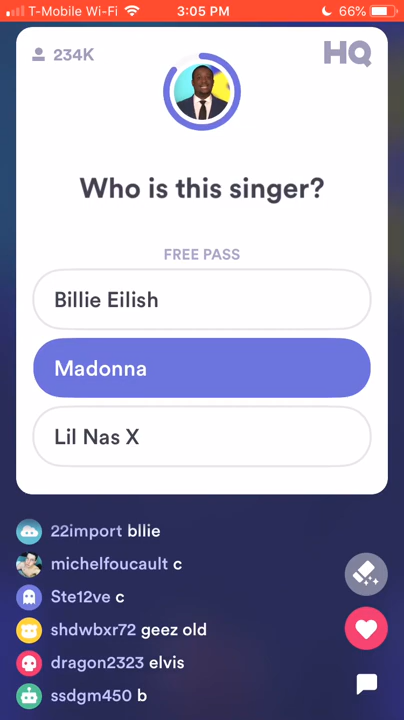 T-Mobile Wi-Fi 3:05 PM 66%
234K HQ
Who is this singer?
FREE PASS
Billie Eilish
Madonna
Lil Nas X
22import bllie
michelfoucault c
Ste12ve c
shdwbxr72 geez old
dragon2323 elvis
ssdgm450 b